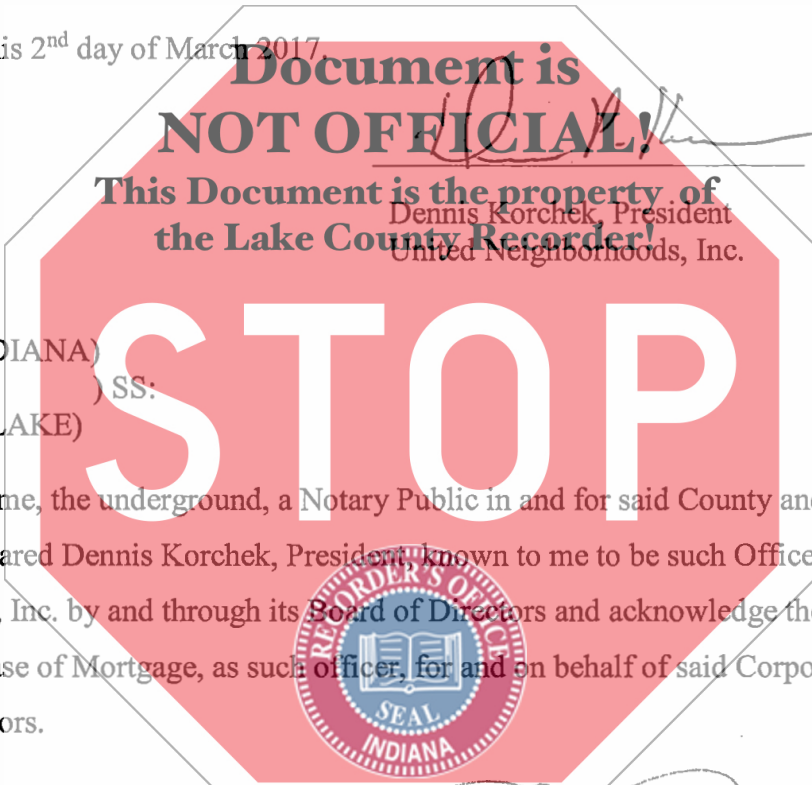 is 2nd day of March 2017.
Document is
NOT OFFICIAL!
This Document is the property of
the Lake County Recorder!
Dennis Korchek, President
United Neighborhoods, Inc.
DIANA)
) SS:
LAKE)
STOP
me, the underground, a Notary Public in and for said County and
ared Dennis Korchek, President, known to me to be such Office
, Inc. by and through its Board of Directors and acknowledge the
se of Mortgage, as such officer, for and on behalf of said Corpo
ors.
RECORDER'S OFFICE
SEAL
INDIANA